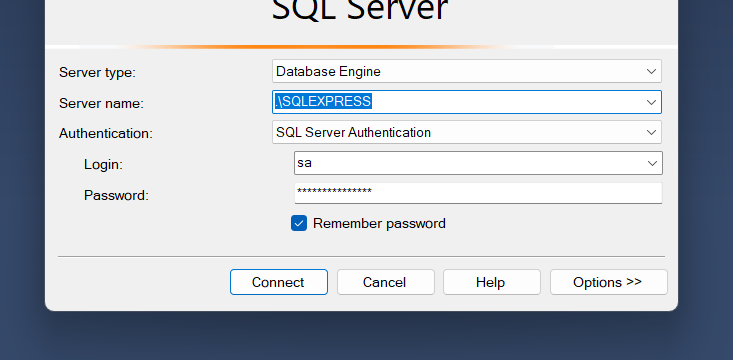 SQL Server
Server type: Database Engine
Server name: .\SQLEXPRESS
Authentication: SQL Server Authentication
Login: sa
Password: ***************
Remember password
Connect Cancel Help Options >>